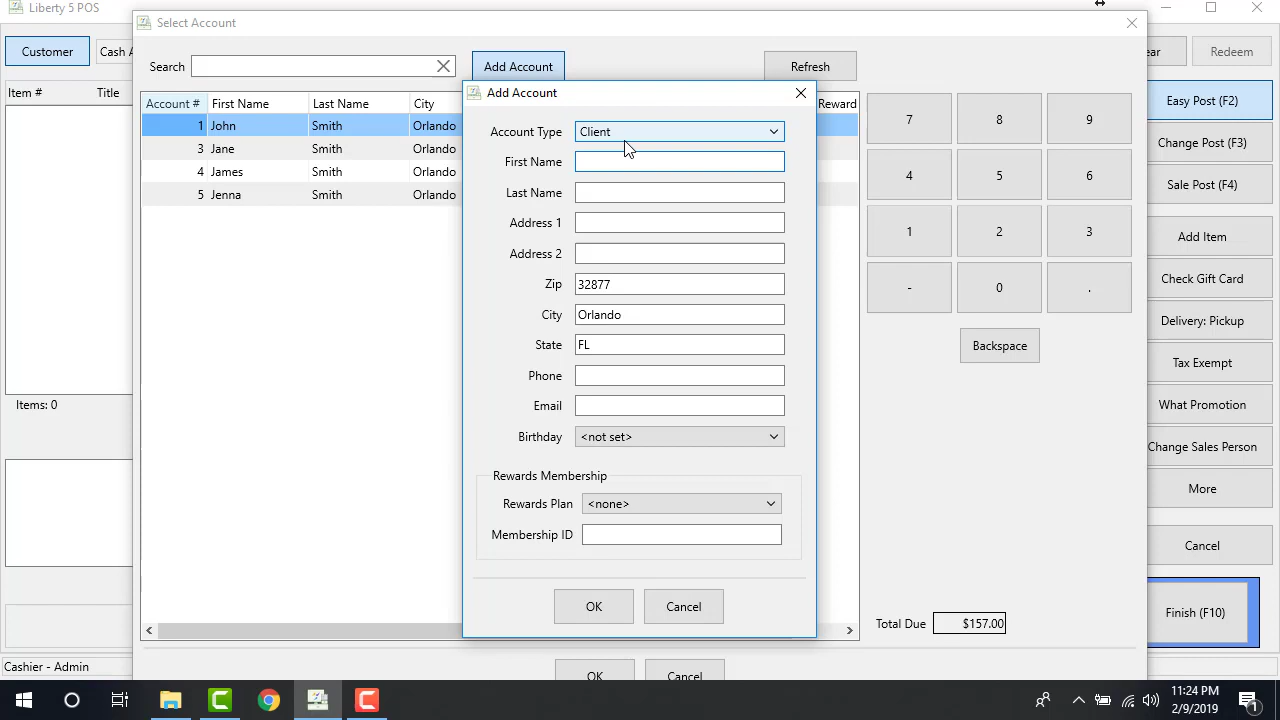 Liberty 5 POS
Select Account
Customer
Cash A
Search
Add Account
Refresh
ear
Redeem
Item #
Title
Account #
First Name
Last Name
City
Reward
1 John Smith Orlando
3 Jane Smith Orlando
4 James Smith Orlando
5 Jenna Smith Orlando
Items: 0
Add Account
Account Type Client
First Name
Last Name
Address 1
Address 2
Zip 32877
City Orlando
State FL
Phone
Email
Birthday <not set>
Rewards Membership
Rewards Plan <none>
Membership ID
OK
Cancel
7 8 9
4 5 6
1 2 3
- 0 .
Backspace
Easy Post (F2)
Change Post (F3)
Sale Post (F4)
Add Item
Check Gift Card
Delivery: Pickup
Tax Exempt
What Promotion
Change Sales Person
More
Cancel
Finish (F10)
Total Due $157.00
OK
Cancel
Cashier - Admin
11:24 PM
2/9/2019
1